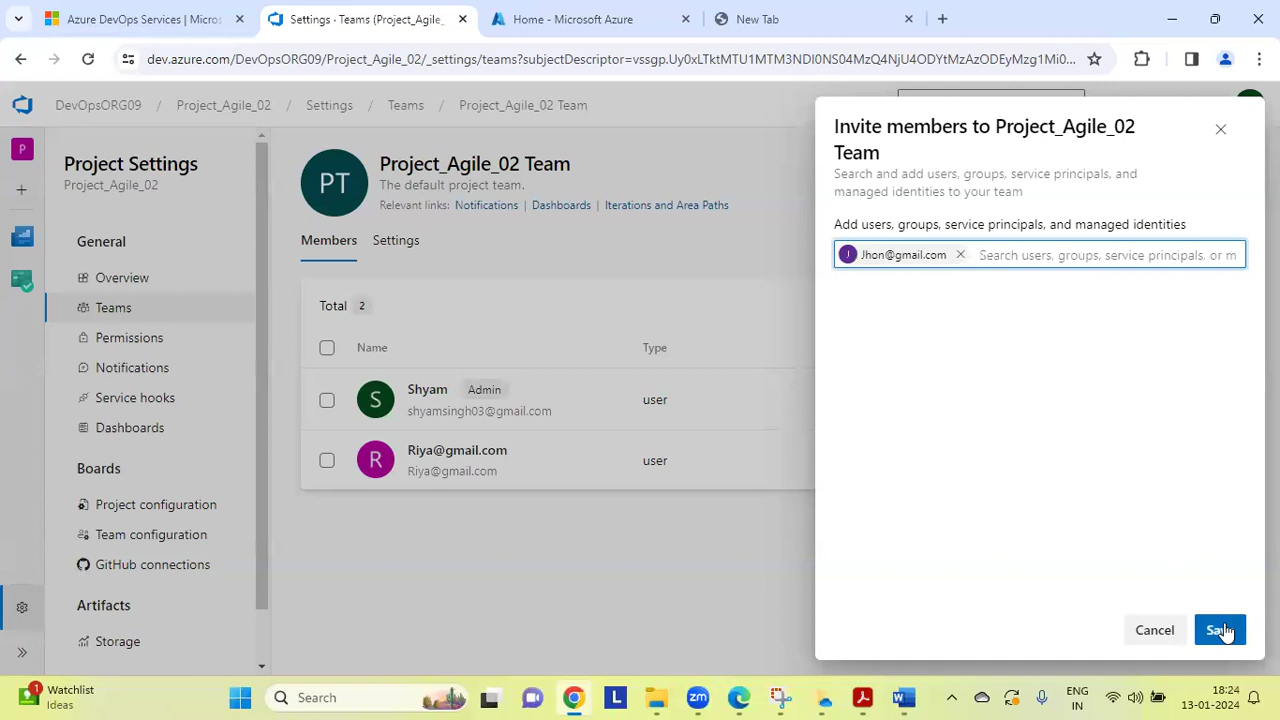 Azure DevOps Services | Micros
Settings · Teams (Project_Agile_
Home - Microsoft Azure
New Tab
dev.azure.com/DevOpsORG09/Project_Agile_02/_settings/teams?subjectDescriptor=vssgp.Uy0xLTktMTU1MTM3NDI0NS04MzQ4NjU4ODYtMzAzODEyMzg1Mi0...
DevOpsORG09 / Project_Agile_02 / Settings / Teams / Project_Agile_02 Team
P
Project Settings
Project_Agile_02
General
Overview
Teams
Permissions
Notifications
Service hooks
Dashboards
Boards
Project configuration
Team configuration
GitHub connections
Artifacts
Storage
PT
Project_Agile_02 Team
The default project team.
Relevant links: Notifications | Dashboards | Iterations and Area Paths
Members Settings
Total 2
Name Type
S Shyam Admin user
shyamsingh03@gmail.com
R Riya@gmail.com user
Riya@gmail.com
Invite members to Project_Agile_02
Team
Search and add users, groups, service principals, and
managed identities to your team
Add users, groups, service principals, and managed identities
J Jhon@gmail.com Search users, groups, service principals, or m
Cancel
1 Watchlist
Ideas
Search
L
zm
ENG
IN
18:24
13-01-2024